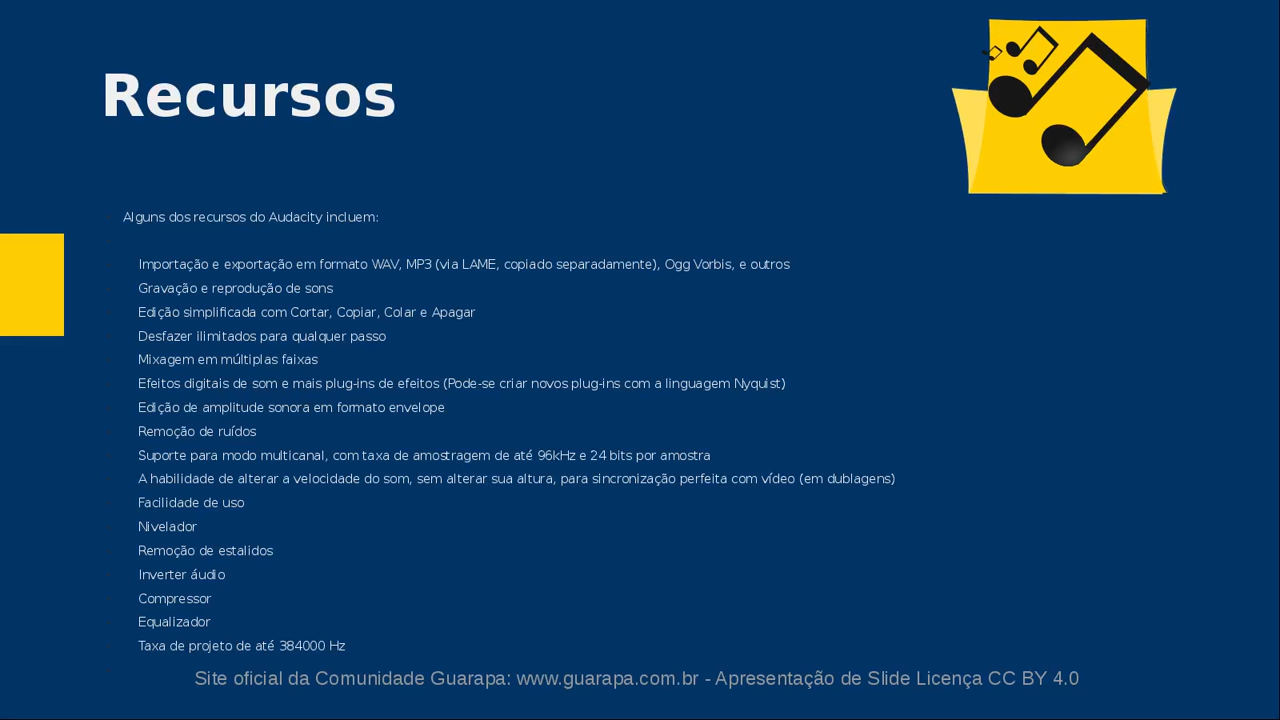 Recursos
Alguns dos recursos do Audacity incluem:
Importação e exportação em formato WAV, MP3 (via LAME, copiado separadamente), Ogg Vorbis, e outros
Gravação e reprodução de sons
Edição simplificada com Cortar, Copiar, Colar e Apagar
Desfazer ilimitados para qualquer passo
Mixagem em múltiplas faixas
Efeitos digitais de som e mais plug-ins de efeitos (Pode-se criar novos plug-ins com a linguagem Nyquist)
Edição de amplitude sonora em formato envelope
Remoção de ruídos
Suporte para modo multicanal, com taxa de amostragem de até 96kHz e 24 bits por amostra
A habilidade de alterar a velocidade do som, sem alterar sua altura, para sincronização perfeita com vídeo (em dublagens)
Facilidade de uso
Nivelador
Remoção de estalidos
Inverter áudio
Compressor
Equalizador
Taxa de projeto de até 384000 Hz
Site oficial da Comunidade Guarapa: www.guarapa.com.br - Apresentação de Slide Licença CC BY 4.0